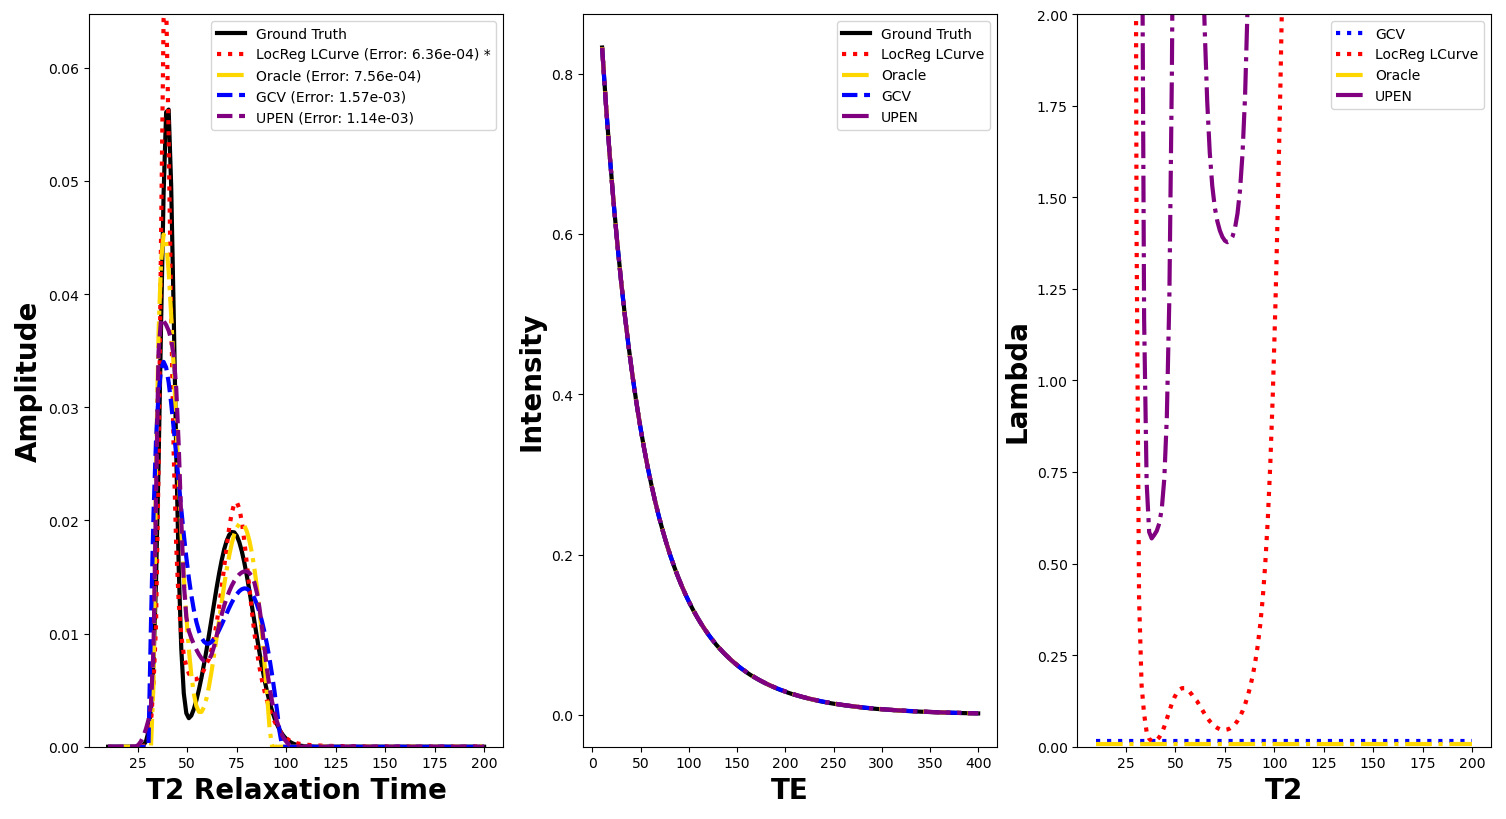 Amplitude
0.06
0.05
0.04
0.03
0.02
0.01
0.00
Ground Truth
LocReg LCurve (Error: 6.36e-04) *
Oracle (Error: 7.56e-04)
GCV (Error: 1.57e-03)
UPEN (Error: 1.14e-03)
25 50 75 100 125 150 175 200
T2 Relaxation Time
Intensity
0.8
0.6
0.4
0.2
0.0
Ground Truth
LocReg LCurve
Oracle
GCV
UPEN
0 50 100 150 200 250 300 350 400
TE
Lambda
2.00
1.75
1.50
1.25
1.00
0.75
0.50
0.25
0.00
GCV
LocReg LCurve
Oracle
UPEN
25 50 75 100 125 150 175 200
T2